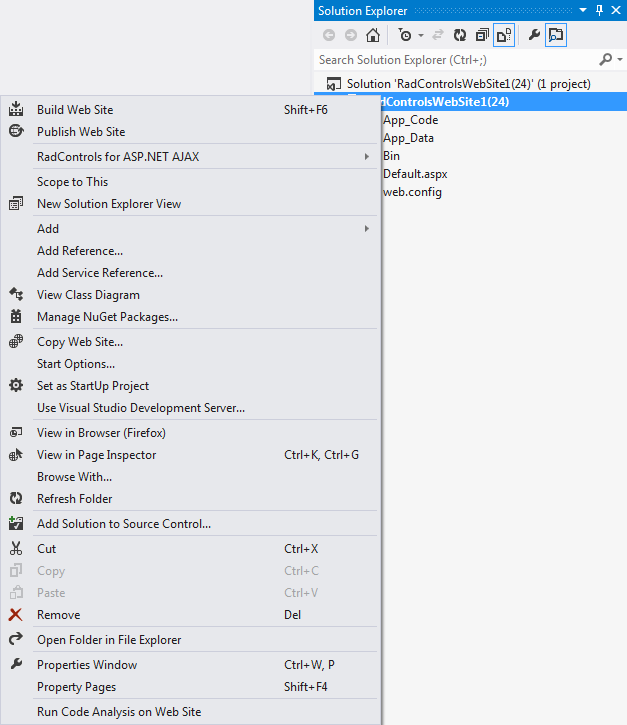 Solution Explorer
Search Solution Explorer (Ctrl+;)
Solution 'RadControlsWebSite1(24)' (1 project)
dControlsWebSite1(24)
App_Code
App_Data
Bin
Default.aspx
web.config
Build Web Site Shift+F6
Publish Web Site
RadControls for ASP.NET AJAX
Scope to This
New Solution Explorer View
Add
Add Reference...
Add Service Reference...
View Class Diagram
Manage NuGet Packages...
Copy Web Site...
Start Options...
Set as StartUp Project
Use Visual Studio Development Server...
View in Browser (Firefox)
View in Page Inspector Ctrl+K, Ctrl+G
Browse With...
Refresh Folder
Add Solution to Source Control...
Cut Ctrl+X
Copy Ctrl+C
Paste Ctrl+V
Remove Del
Open Folder in File Explorer
Properties Window Ctrl+W, P
Property Pages Shift+F4
Run Code Analysis on Web Site